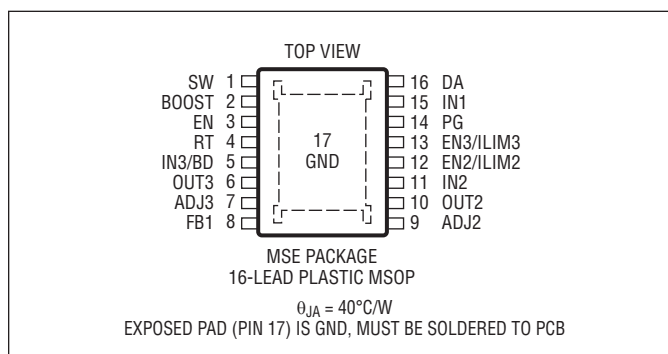 TOP VIEW
SW 1
BOOST 2
EN 3
RT 4
IN3/BD 5
OUT3 6
ADJ3 7
FB1 8
17
GND
16 DA
15 IN1
14 PG
13 EN3/ILIM3
12 EN2/ILIM2
11 IN2
10 OUT2
9 ADJ2
MSE PACKAGE
16-LEAD PLASTIC MSOP
θJA = 40°C/W
EXPOSED PAD (PIN 17) IS GND, MUST BE SOLDERED TO PCB